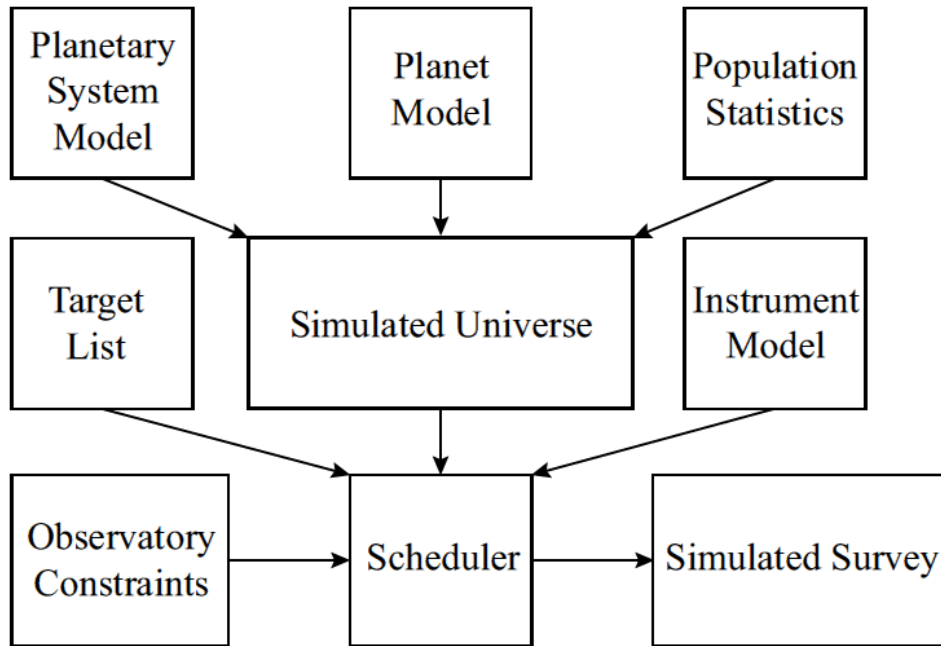 Planetary
System
Model
Planet
Model
Population
Statistics
Target
List
Simulated Universe
Instrument
Model
Observatory
Constraints
Scheduler
Simulated Survey